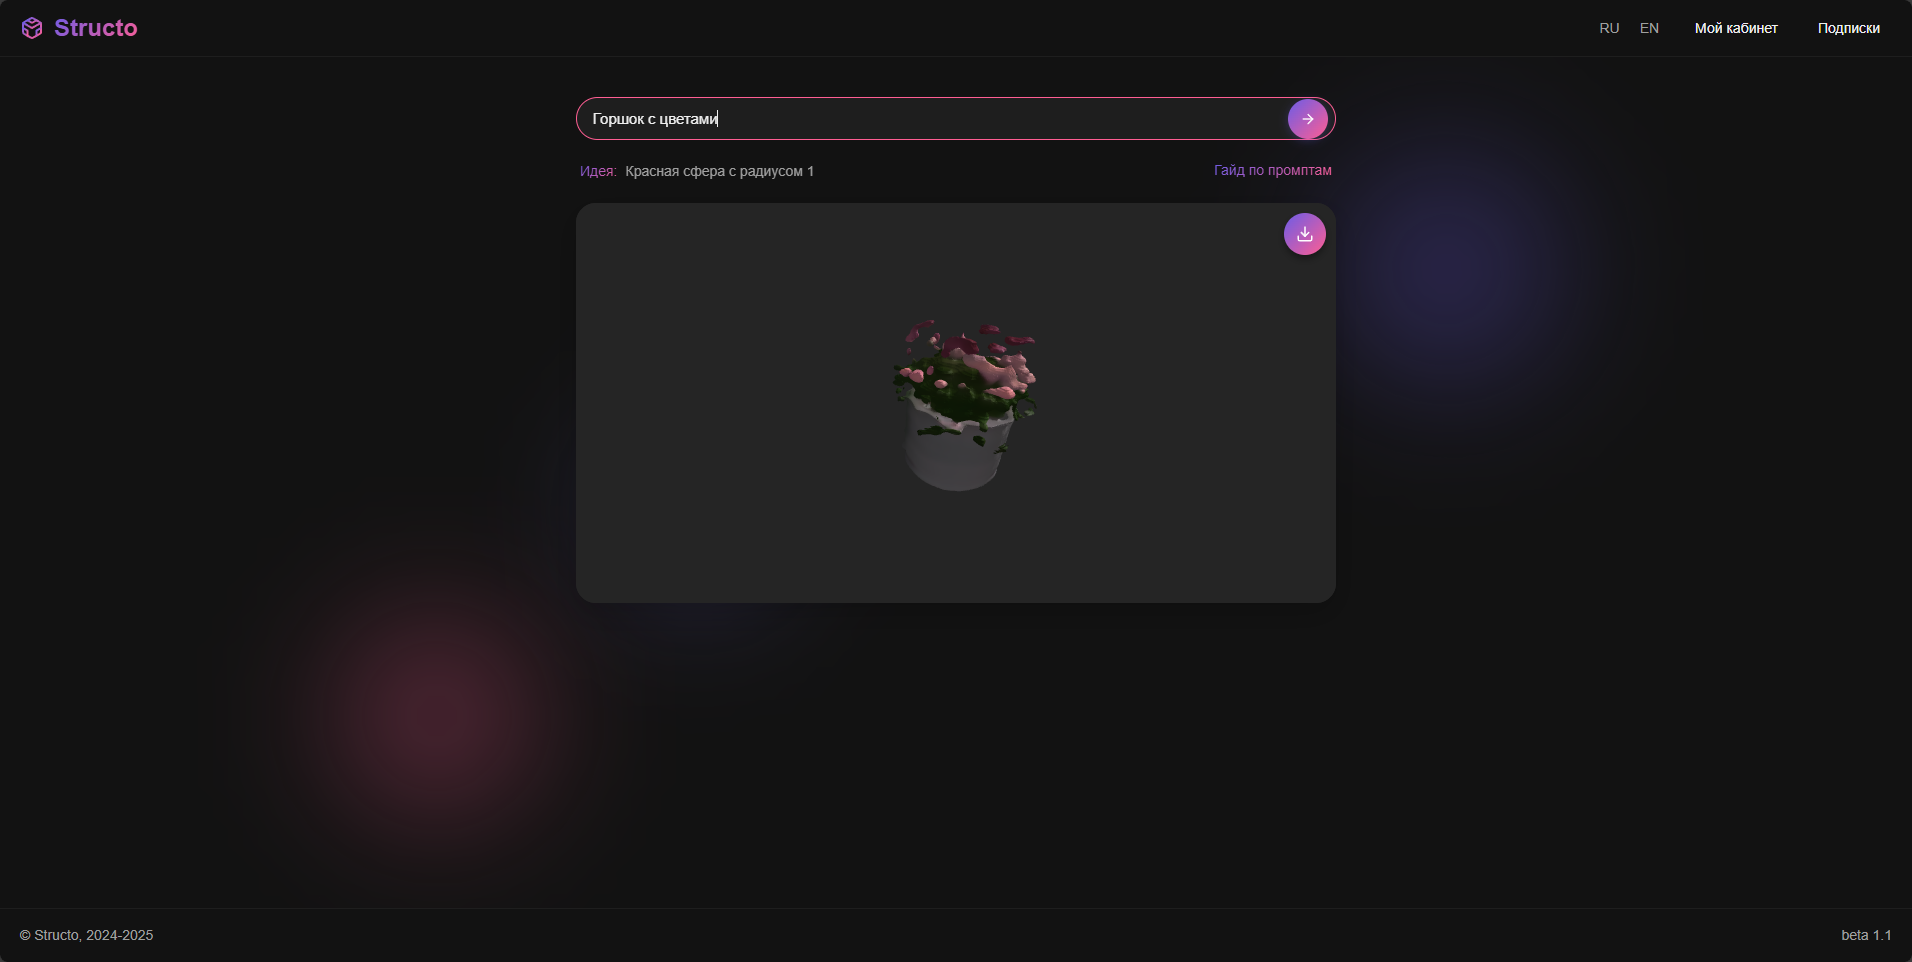 Structo
RU EN Мой кабинет Подписки
Горшок с цветами
Идея: Красная сфера с радиусом 1
Гайд по промптам
© Structo, 2024-2025
beta 1.1